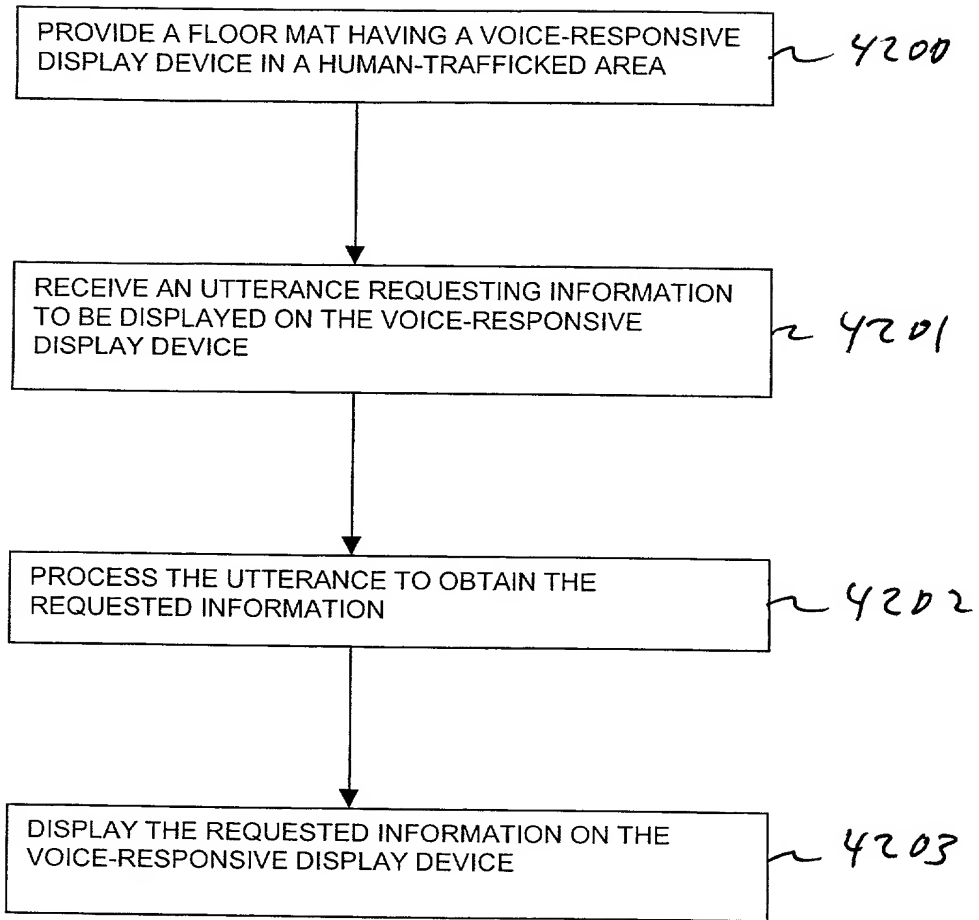 PROVIDE A FLOOR MAT HAVING A VOICE-RESPONSIVE
DISPLAY DEVICE IN A HUMAN-TRAFFICKED AREA
4200
RECEIVE AN UTTERANCE REQUESTING INFORMATION
TO BE DISPLAYED ON THE VOICE-RESPONSIVE
DISPLAY DEVICE
4201
PROCESS THE UTTERANCE TO OBTAIN THE
REQUESTED INFORMATION
4202
DISPLAY THE REQUESTED INFORMATION ON THE
VOICE-RESPONSIVE DISPLAY DEVICE
4203